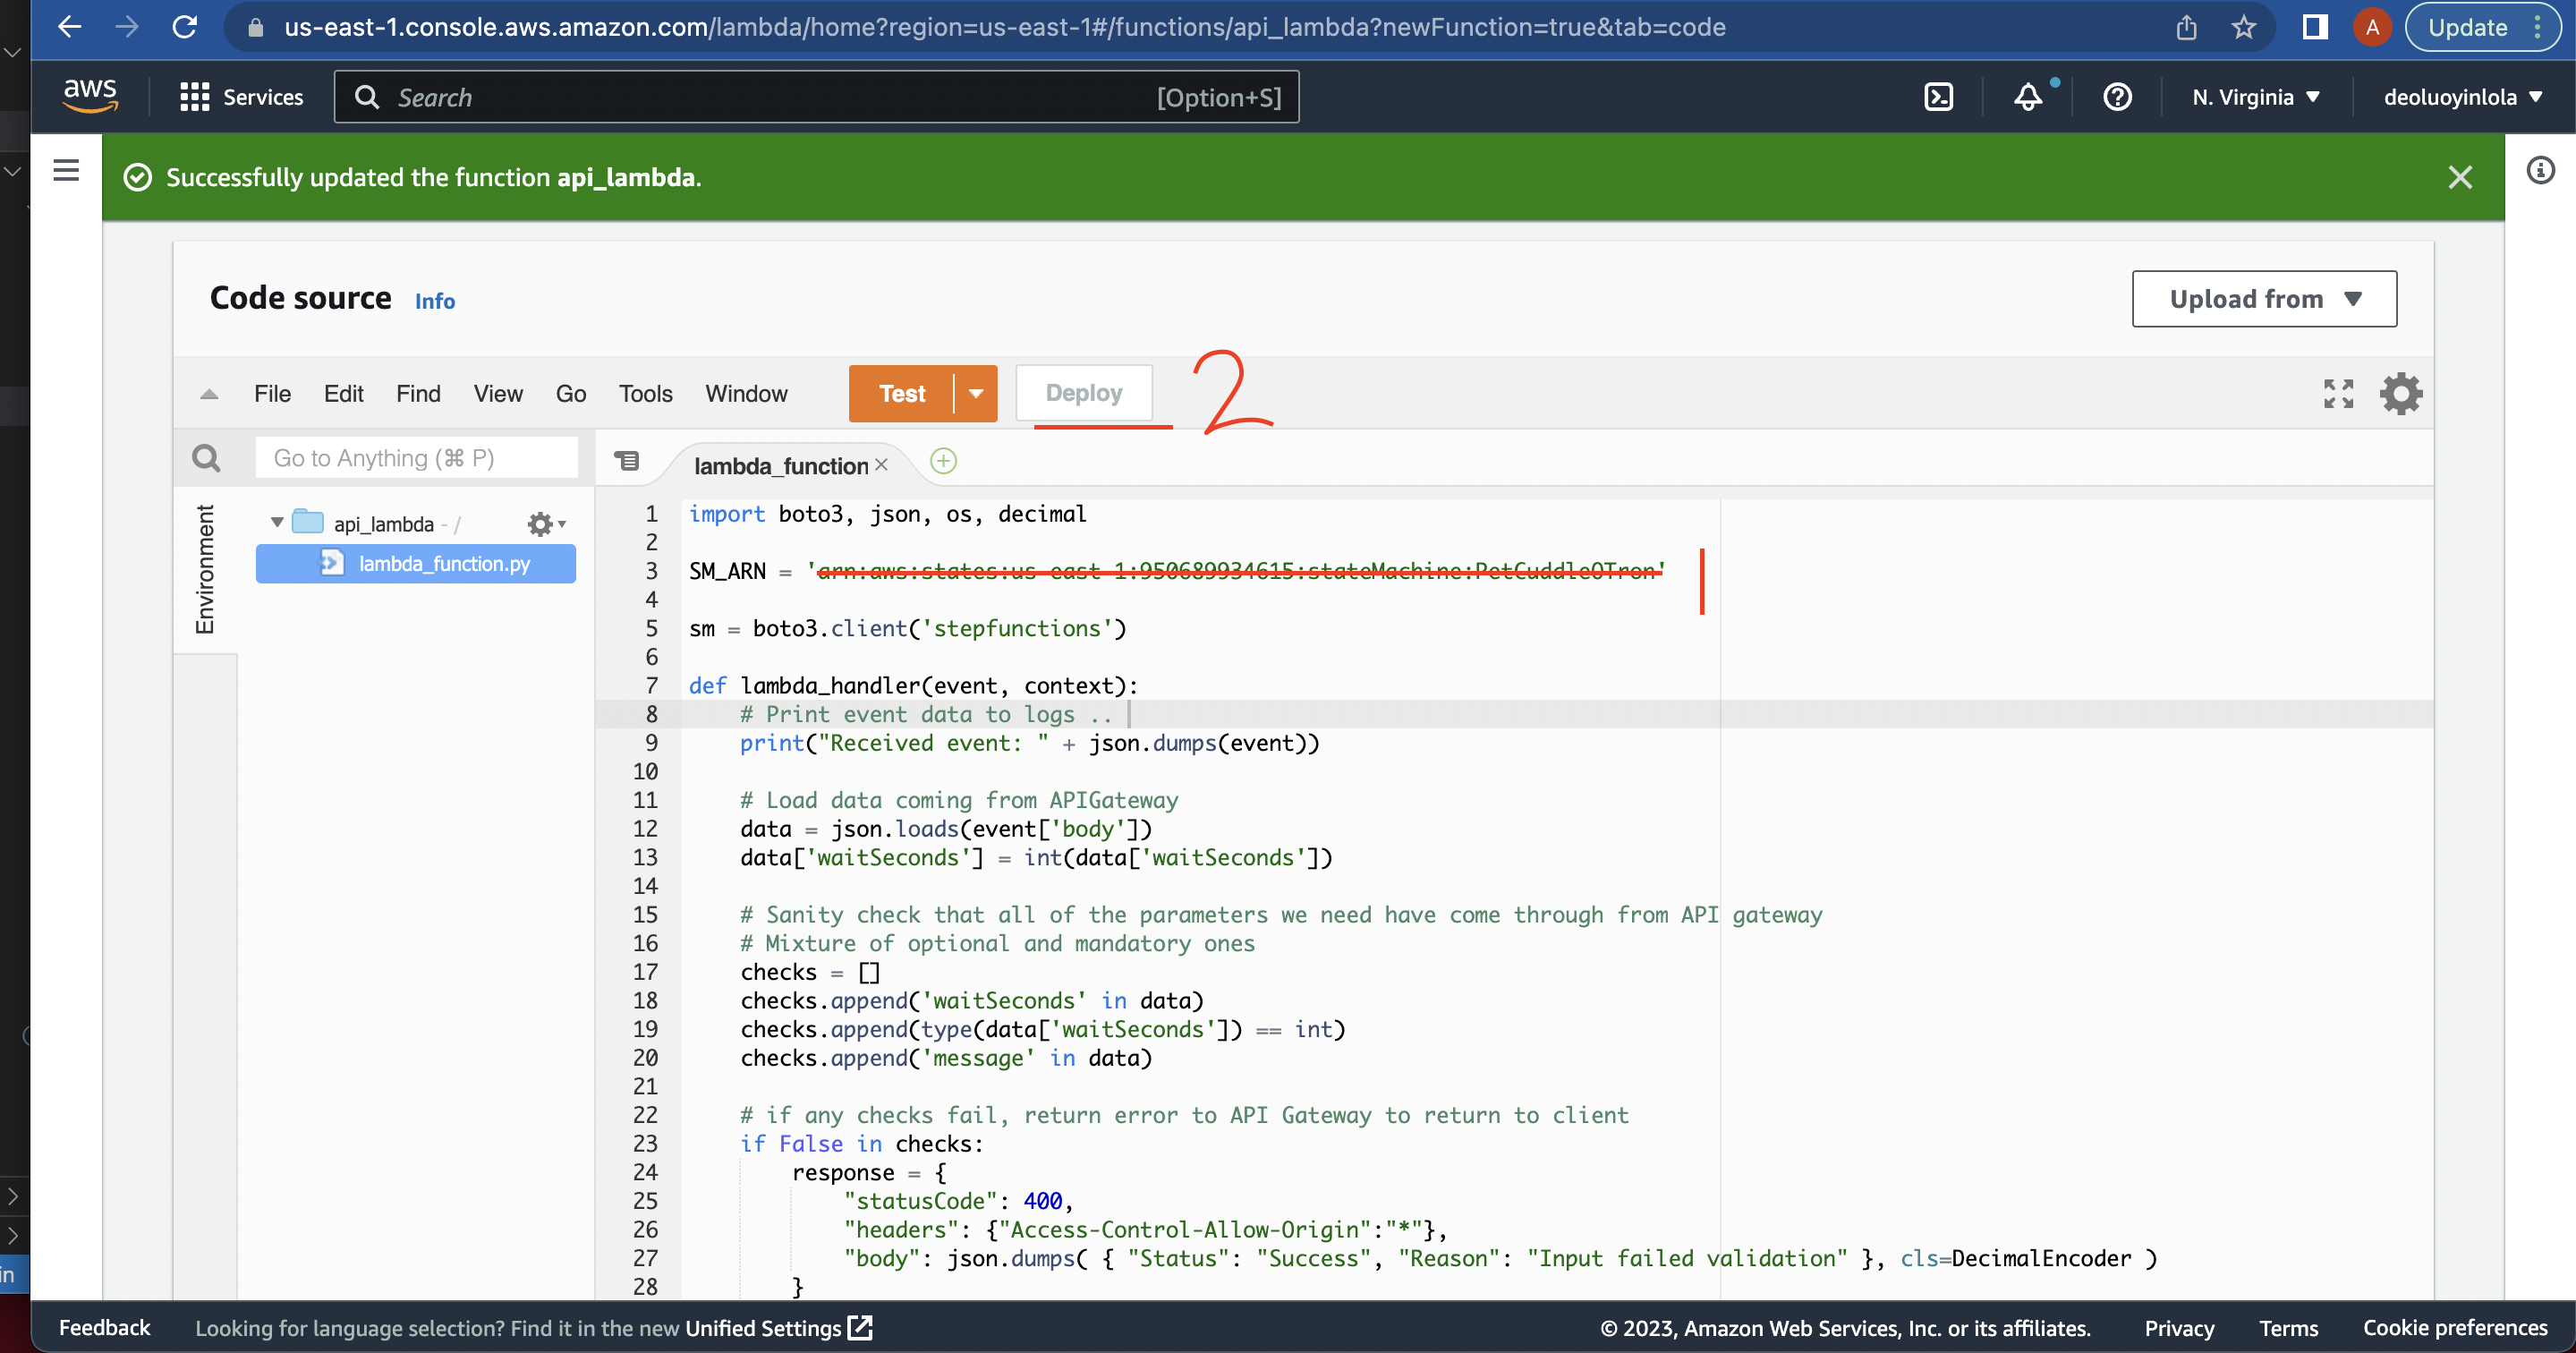 us-east-1.console.aws.amazon.com/lambda/home?region=us-east-1#/functions/api_lambda?newFunction=true&tab=code
A
Update
aws
Services
Search
[Option+S]
N. Virginia
deoluoyinlola
Successfully updated the function api_lambda.
Code source Info
Upload from
File Edit Find View Go Tools Window
Test
Deploy
2
Go to Anything (⌘ P)
lambda_function
Environment
api_lambda - /
lambda_function.py
1 import boto3, json, os, decimal
2
3 SM_ARN = 'arn:aws:states:us-east-1:950689934615:stateMachine:PetCuddleOTron'
4
5 sm = boto3.client('stepfunctions')
6
7 def lambda_handler(event, context):
8     # Print event data to logs ..
9     print("Received event: " + json.dumps(event))
10
11     # Load data coming from APIGateway
12     data = json.loads(event['body'])
13     data['waitSeconds'] = int(data['waitSeconds'])
14
15     # Sanity check that all of the parameters we need have come through from API gateway
16     # Mixture of optional and mandatory ones
17     checks = []
18     checks.append('waitSeconds' in data)
19     checks.append(type(data['waitSeconds']) == int)
20     checks.append('message' in data)
21
22     # if any checks fail, return error to API Gateway to return to client
23     if False in checks:
24         response = {
25             "statusCode": 400,
26             "headers": {"Access-Control-Allow-Origin":"*"},
27             "body": json.dumps( { "Status": "Success", "Reason": "Input failed validation" }, cls=DecimalEncoder )
28         }
in
Feedback
Looking for language selection? Find it in the new Unified Settings
© 2023, Amazon Web Services, Inc. or its affiliates.
Privacy
Terms
Cookie preferences